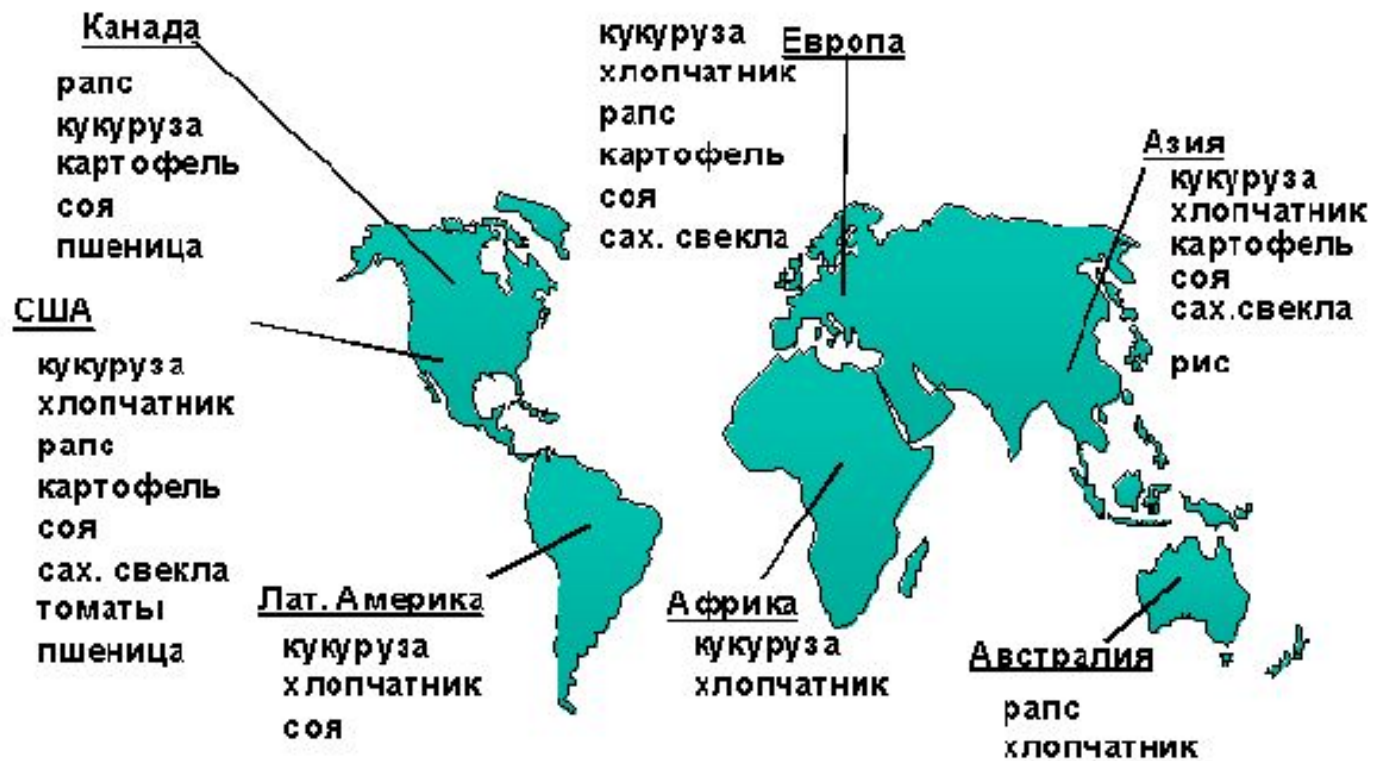 Канада
рапс
кукуруза
картофель
соя
пшеница
США
кукуруза
хлопчатник
рапс
картофель
соя
сах. свекла
томаты
пшеница
Лат. Америка
кукуруза
хлопчатник
соя
Европа
кукуруза
хлопчатник
рапс
картофель
соя
сах. свекла
Африка
кукуруза
хлопчатник
Азия
кукуруза
хлопчатник
картофель
соя
сах.свекла
рис
Австралия
рапс
хлопчатник